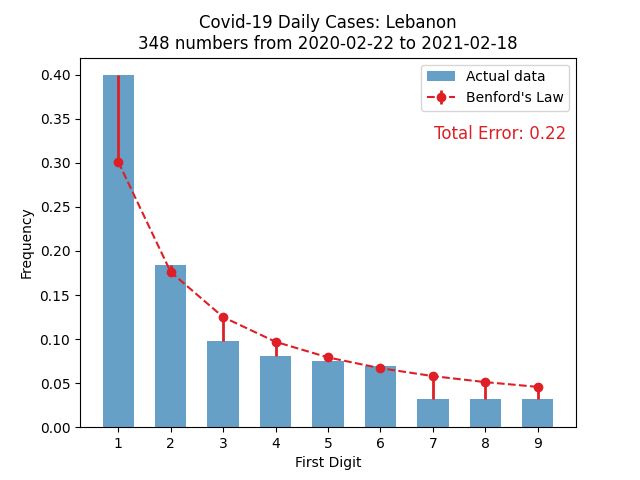 Covid-19 Daily Cases: Lebanon
348 numbers from 2020-02-22 to 2021-02-18
Actual data
Benford's Law
Total Error: 0.22
Frequency
0.40
0.35
0.30
0.25
0.20
0.15
0.10
0.05
0.00
1 2 3 4 5 6 7 8 9
First Digit